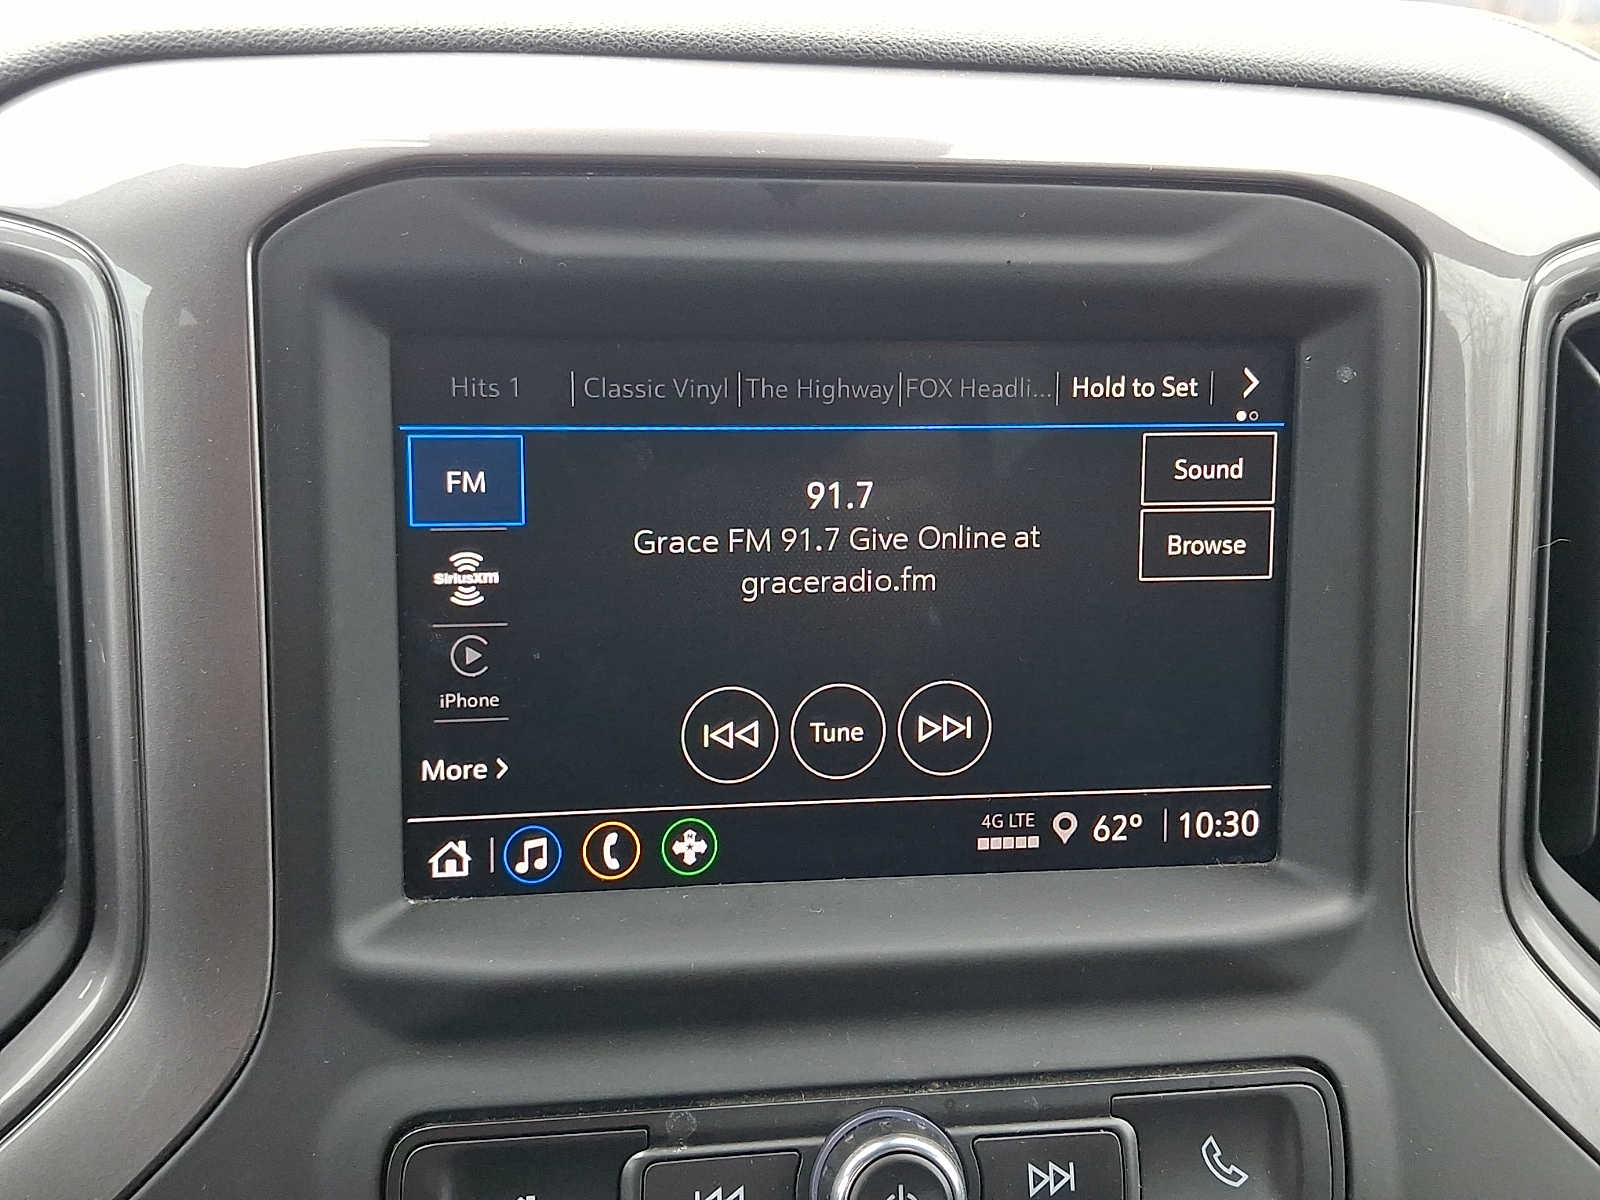 Hits 1 Classic Vinyl The Highway FOX Headli... Hold to Set
FM
91.7
Grace FM 91.7 Give Online at
graceradio.fm
Sound
Browse
SiriusXM
iPhone
More
Tune
4G LTE 62° 10:30
N